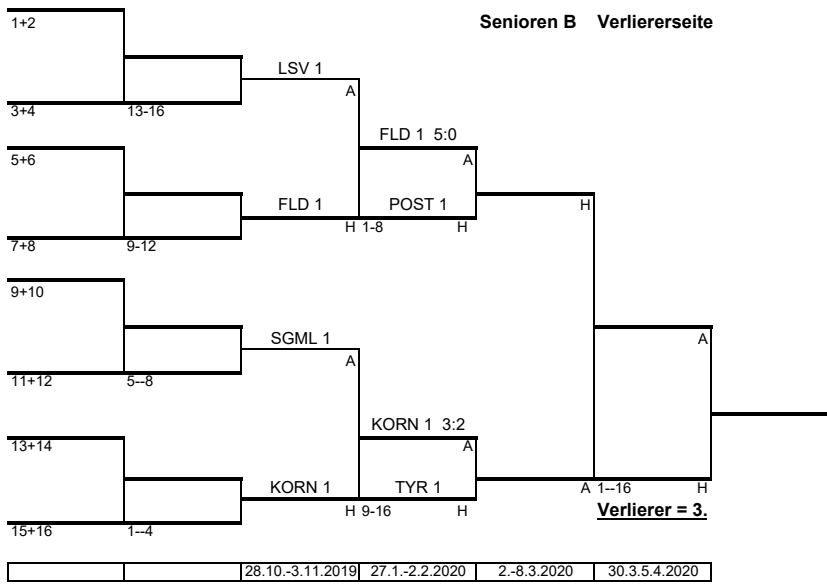 Senioren B Verliererseite
1+2
LSV 1
A
3+4 13-16
FLD 1 5:0
5+6 A
H
FLD 1 POST 1
H 1-8 H
7+8 9-12
9+10
SGML 1
A
A
11+12 5--8
KORN 1 3:2
13+14 A
KORN 1 TYR 1
A 1--16 H
H 9-16 H
Verlierer = 3.
15+16 1--4
28.10.-3.11.2019 27.1.-2.2.2020 2.-8.3.2020 30.3.5.4.2020